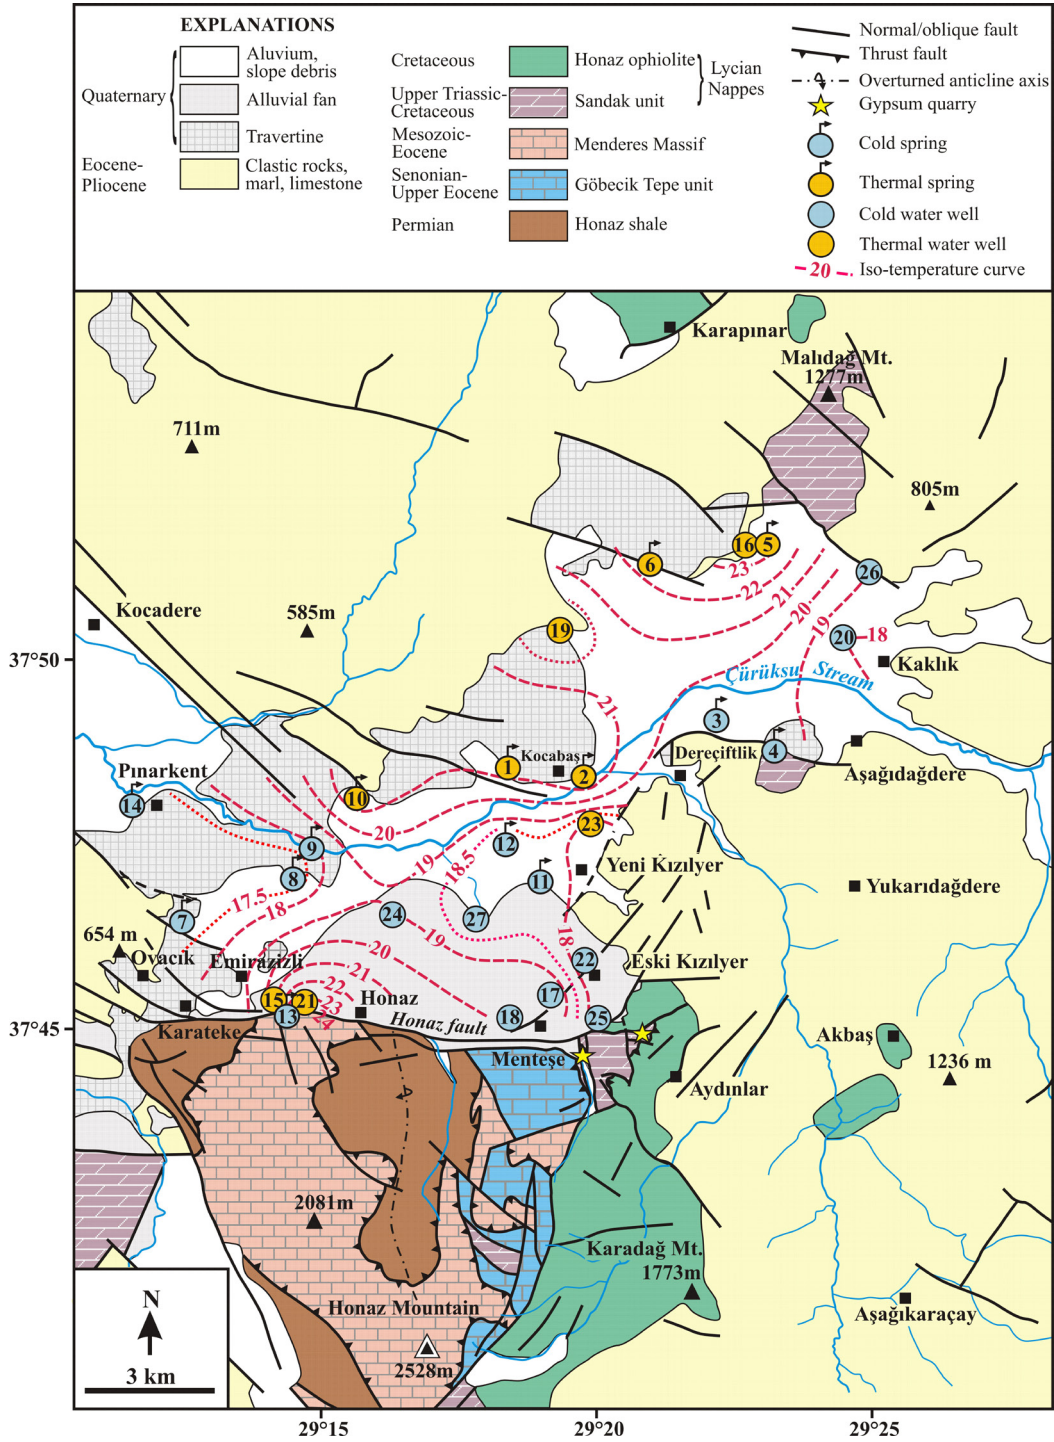 EXPLANATIONS
Quaternary
Aluvium,
slope debris
Alluvial fan
Travertine
Eocene-
Pliocene
Clastic rocks,
marl, limestone
Cretaceous
Honaz ophiolite
Lycian
Nappes
Upper Triassic-
Cretaceous
Sandak unit
Mesozoic-
Eocene
Menderes Massif
Senonian-
Upper Eocene
Göbecik Tepe unit
Permian
Honaz shale
Normal/oblique fault
Thrust fault
Overturned anticline axis
Gypsum quarry
Cold spring
Thermal spring
Cold water well
Thermal water well
20
Iso-temperature curve
Karapınar
Malıdağ Mt.
1277m
711m
805m
16
5
6
23
22
26
21
20
19
Kocadere
585m
19
20
18
37°50
Kaklık
Çürüksu Stream
21
3
Dereçiftlik
4
Aşağıdağdere
Kocabaş
1
2
Pınarkent
14
10
20
23
12
9
19
18.5
8
11
Yeni Kızılyer
Yukarıdağdere
17.5
18
7
24
27
19
18
654 m
Ovacık
Emirazizli
20
21
22
23
24
22
Eski Kızılyer
15
21
13
Honaz
17
18
25
37°45
Karateke
Honaz fault
Menteşe
Akbaş
1236 m
Aydınlar
2081m
Karadağ Mt.
1773m
Honaz Mountain
2528m
Aşağıkaraçay
N
3 km
29°15
29°20
29°25